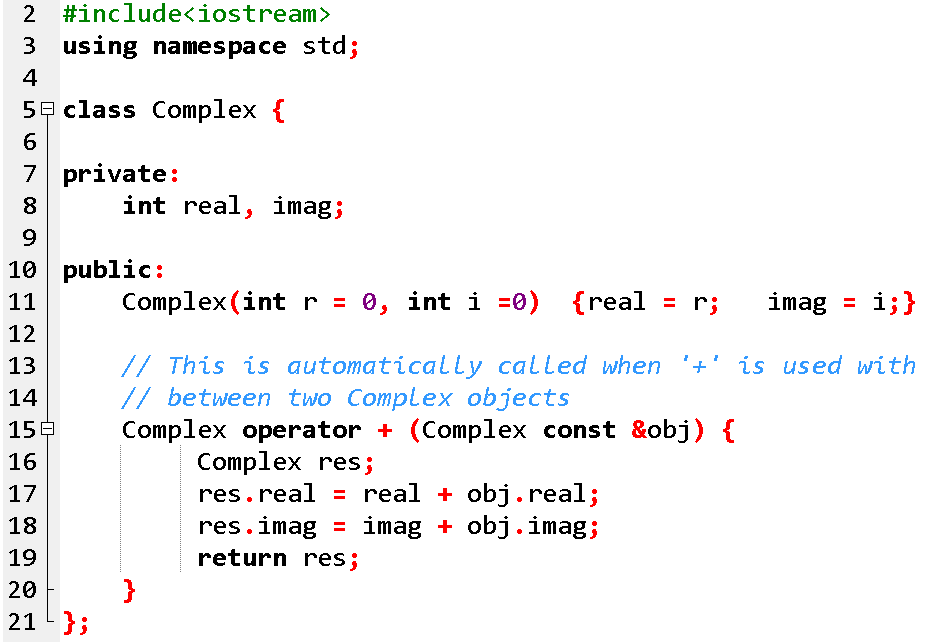 2 #include<iostream>
3 using namespace std;
4
5 class Complex {
6
7 private:
8     int real, imag;
9
10 public:
11     Complex(int r = 0, int i =0)  {real = r;   imag = i;}
12
13     // This is automatically called when '+' is used with
14     // between two Complex objects
15     Complex operator + (Complex const &obj) {
16          Complex res;
17          res.real = real + obj.real;
18          res.imag = imag + obj.imag;
19          return res;
20     }
21 };